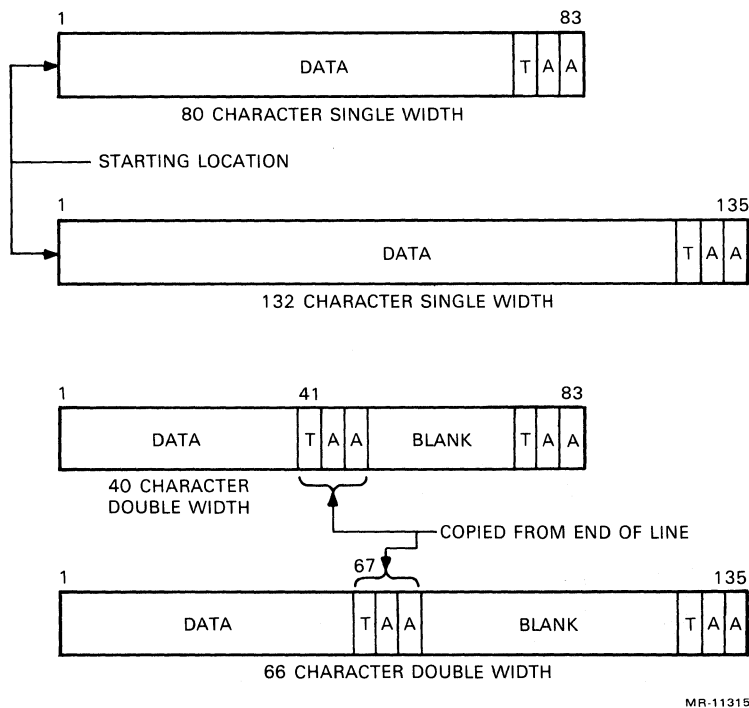 1 83
DATA T A A
80 CHARACTER SINGLE WIDTH
STARTING LOCATION
1 135
DATA T A A
132 CHARACTER SINGLE WIDTH
1 41 83
DATA T A A BLANK T A A
40 CHARACTER
DOUBLE WIDTH
COPIED FROM END OF LINE
1 67 135
DATA T A A BLANK T A A
66 CHARACTER DOUBLE WIDTH
MR-11315